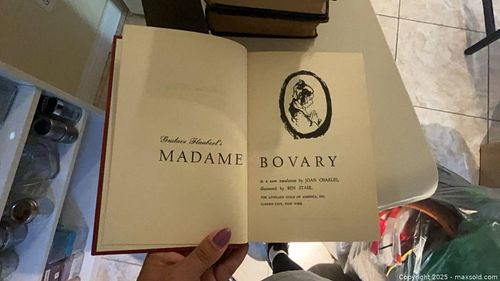 Gustave Flaubert's
MADAME BOVARY
in a new translation by JOAN CHARLES,
illustrated by BEN STAHL.
THE LITERARY GUILD OF AMERICA, INC.
GARDEN CITY, NEW YORK
Copyright © 2025 - maxsold.com